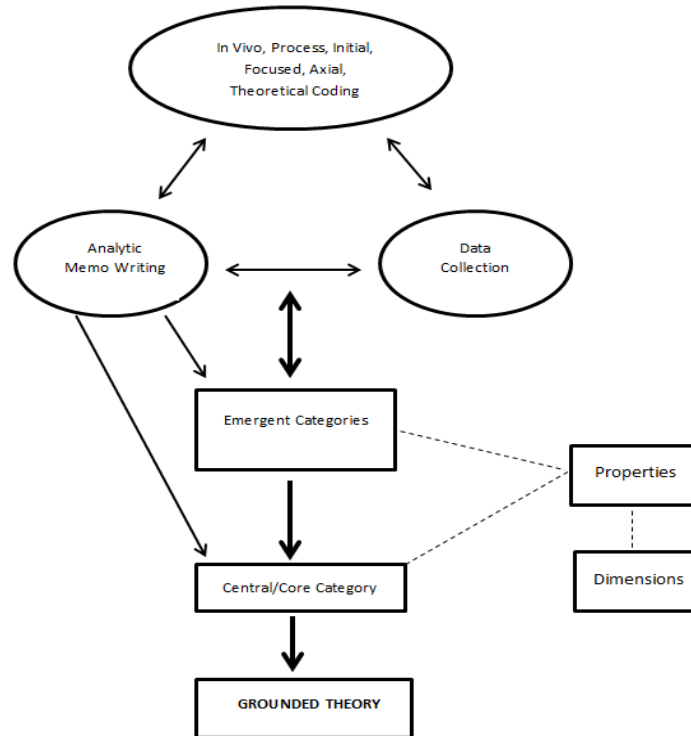 In Vivo, Process, Initial,
Focused, Axial,
Theoretical Coding
Analytic
Memo Writing
Data
Collection
Emergent Categories
Properties
Central/Core Category
Dimensions
GROUNDED THEORY